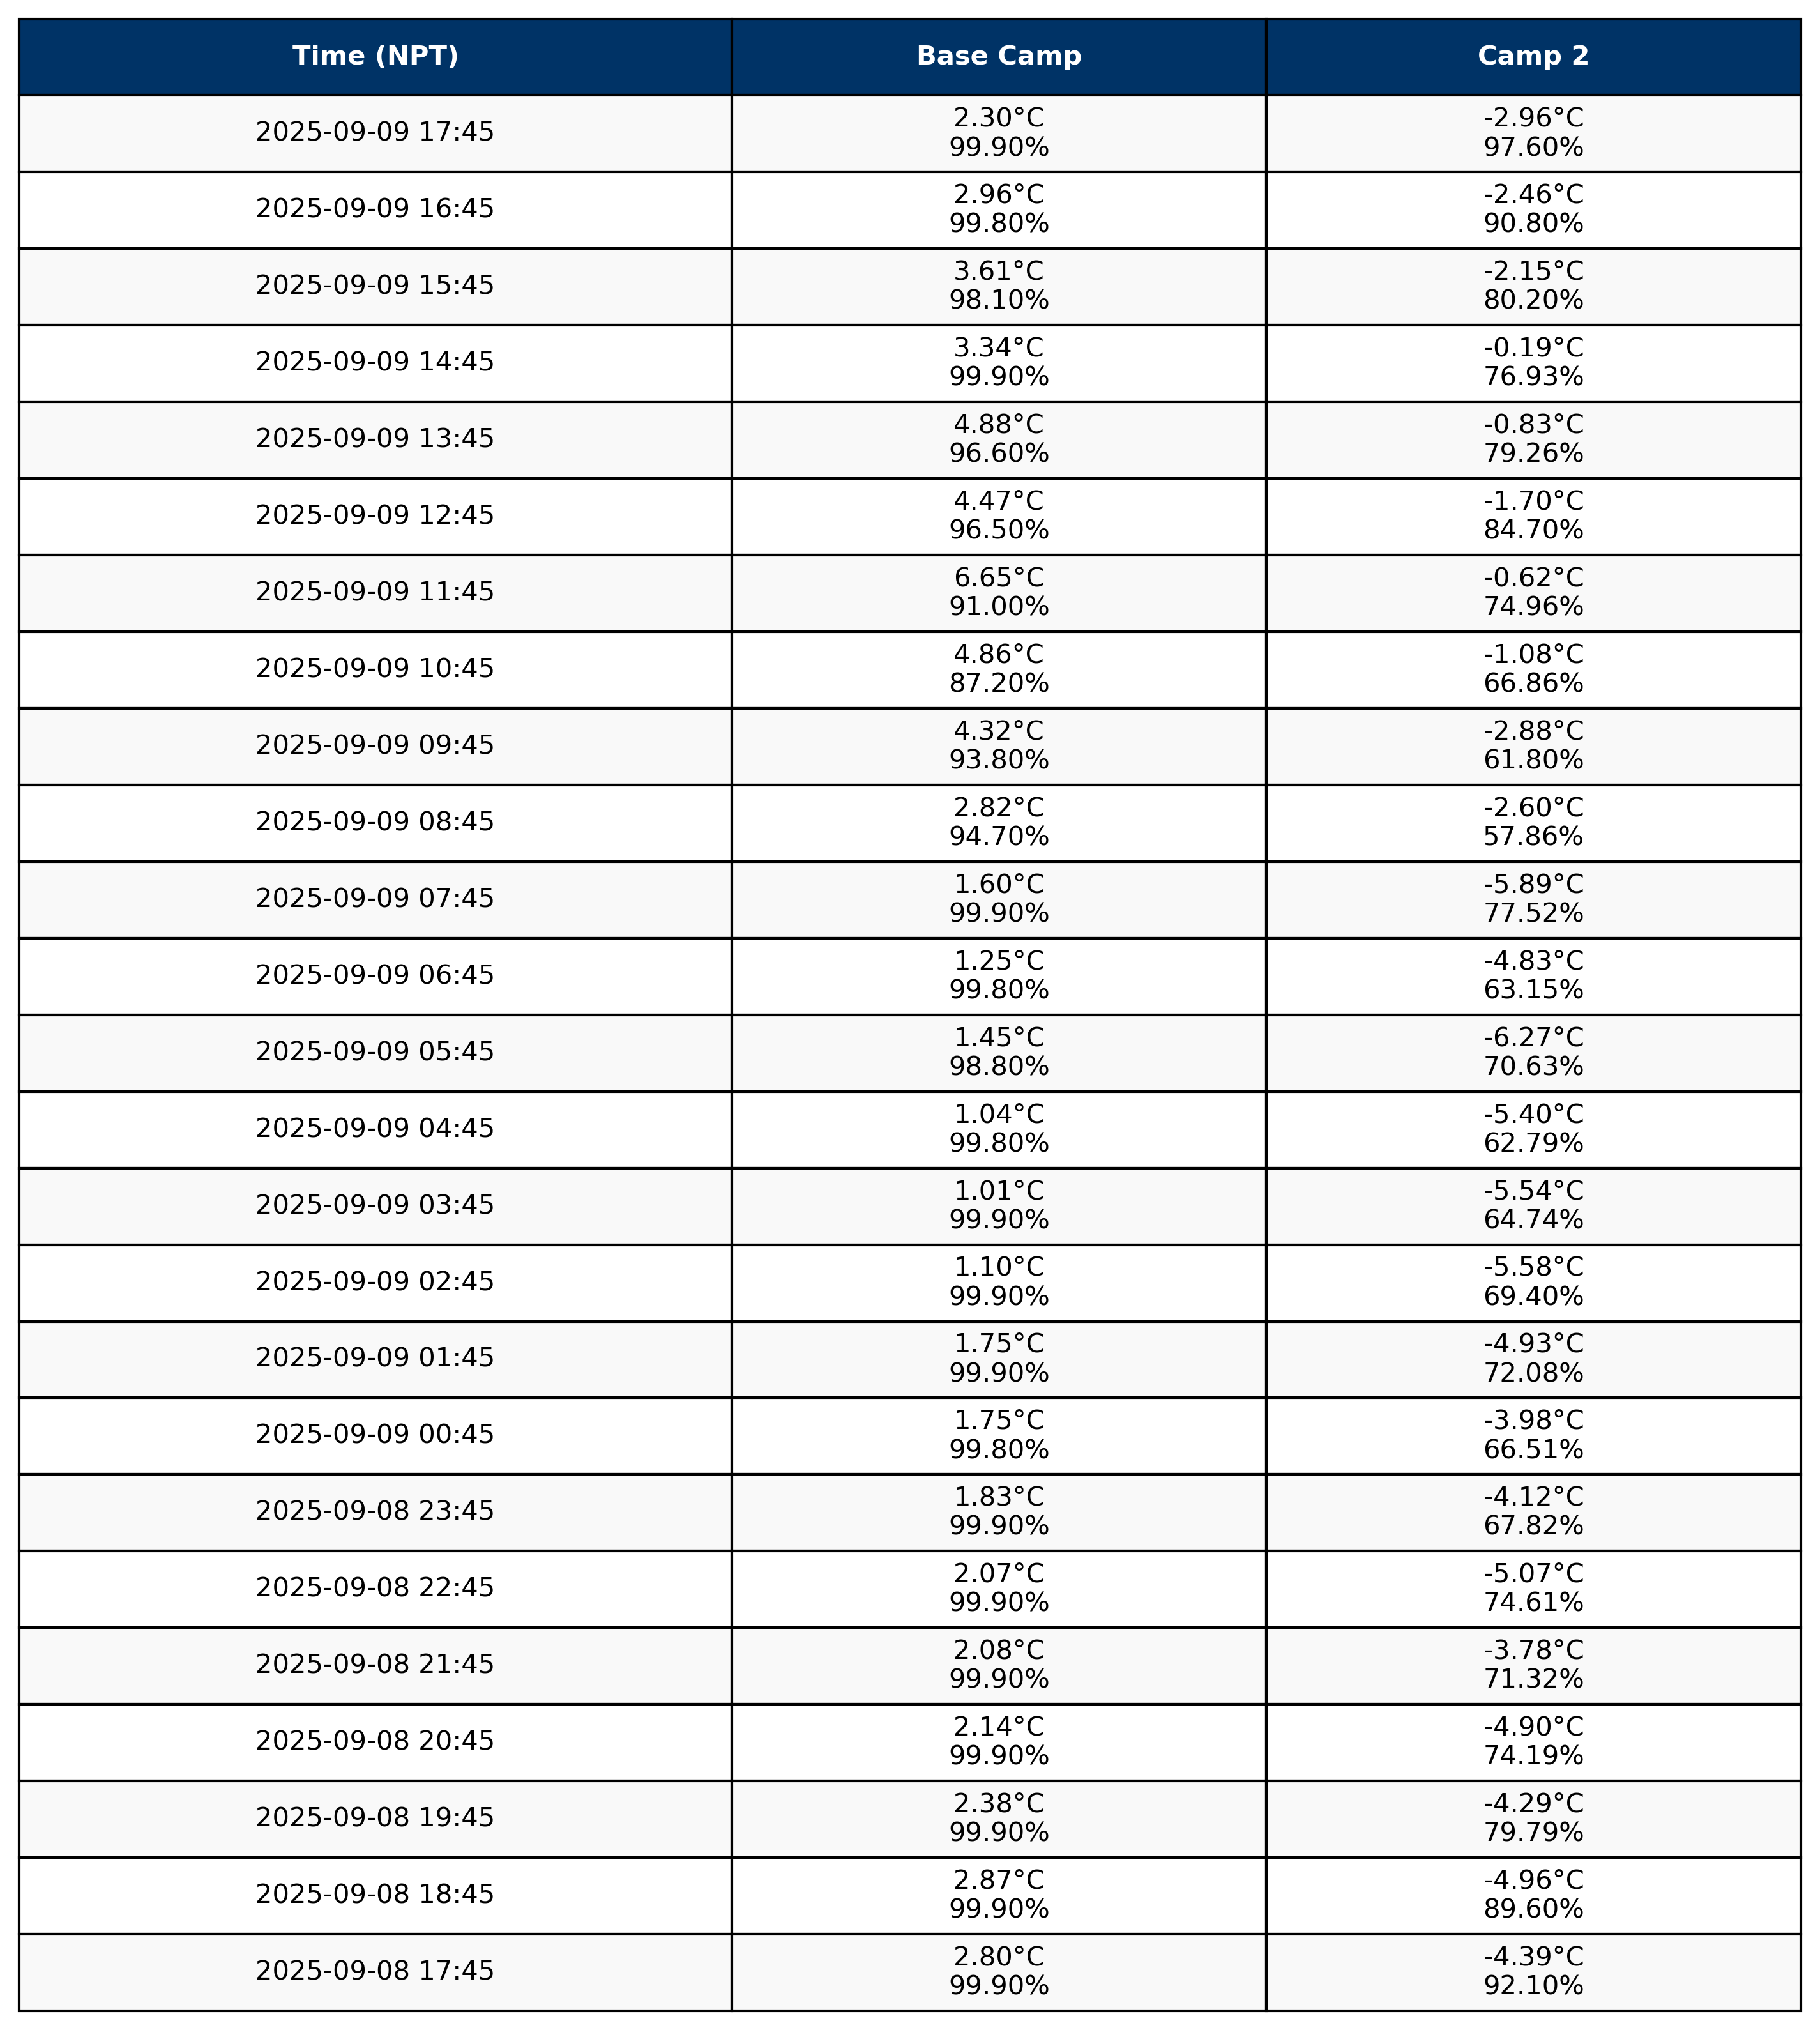 Time (NPT) Base Camp Camp 2
2025-09-09 17:45 2.30°C -2.96°C
99.90% 97.60%
2025-09-09 16:45 2.96°C -2.46°C
99.80% 90.80%
2025-09-09 15:45 3.61°C -2.15°C
98.10% 80.20%
2025-09-09 14:45 3.34°C -0.19°C
99.90% 76.93%
2025-09-09 13:45 4.88°C -0.83°C
96.60% 79.26%
2025-09-09 12:45 4.47°C -1.70°C
96.50% 84.70%
2025-09-09 11:45 6.65°C -0.62°C
91.00% 74.96%
2025-09-09 10:45 4.86°C -1.08°C
87.20% 66.86%
2025-09-09 09:45 4.32°C -2.88°C
93.80% 61.80%
2025-09-09 08:45 2.82°C -2.60°C
94.70% 57.86%
2025-09-09 07:45 1.60°C -5.89°C
99.90% 77.52%
2025-09-09 06:45 1.25°C -4.83°C
99.80% 63.15%
2025-09-09 05:45 1.45°C -6.27°C
98.80% 70.63%
2025-09-09 04:45 1.04°C -5.40°C
99.80% 62.79%
2025-09-09 03:45 1.01°C -5.54°C
99.90% 64.74%
2025-09-09 02:45 1.10°C -5.58°C
99.90% 69.40%
2025-09-09 01:45 1.75°C -4.93°C
99.90% 72.08%
2025-09-09 00:45 1.75°C -3.98°C
99.80% 66.51%
2025-09-08 23:45 1.83°C -4.12°C
99.90% 67.82%
2025-09-08 22:45 2.07°C -5.07°C
99.90% 74.61%
2025-09-08 21:45 2.08°C -3.78°C
99.90% 71.32%
2025-09-08 20:45 2.14°C -4.90°C
99.90% 74.19%
2025-09-08 19:45 2.38°C -4.29°C
99.90% 79.79%
2025-09-08 18:45 2.87°C -4.96°C
99.90% 89.60%
2025-09-08 17:45 2.80°C -4.39°C
99.90% 92.10%